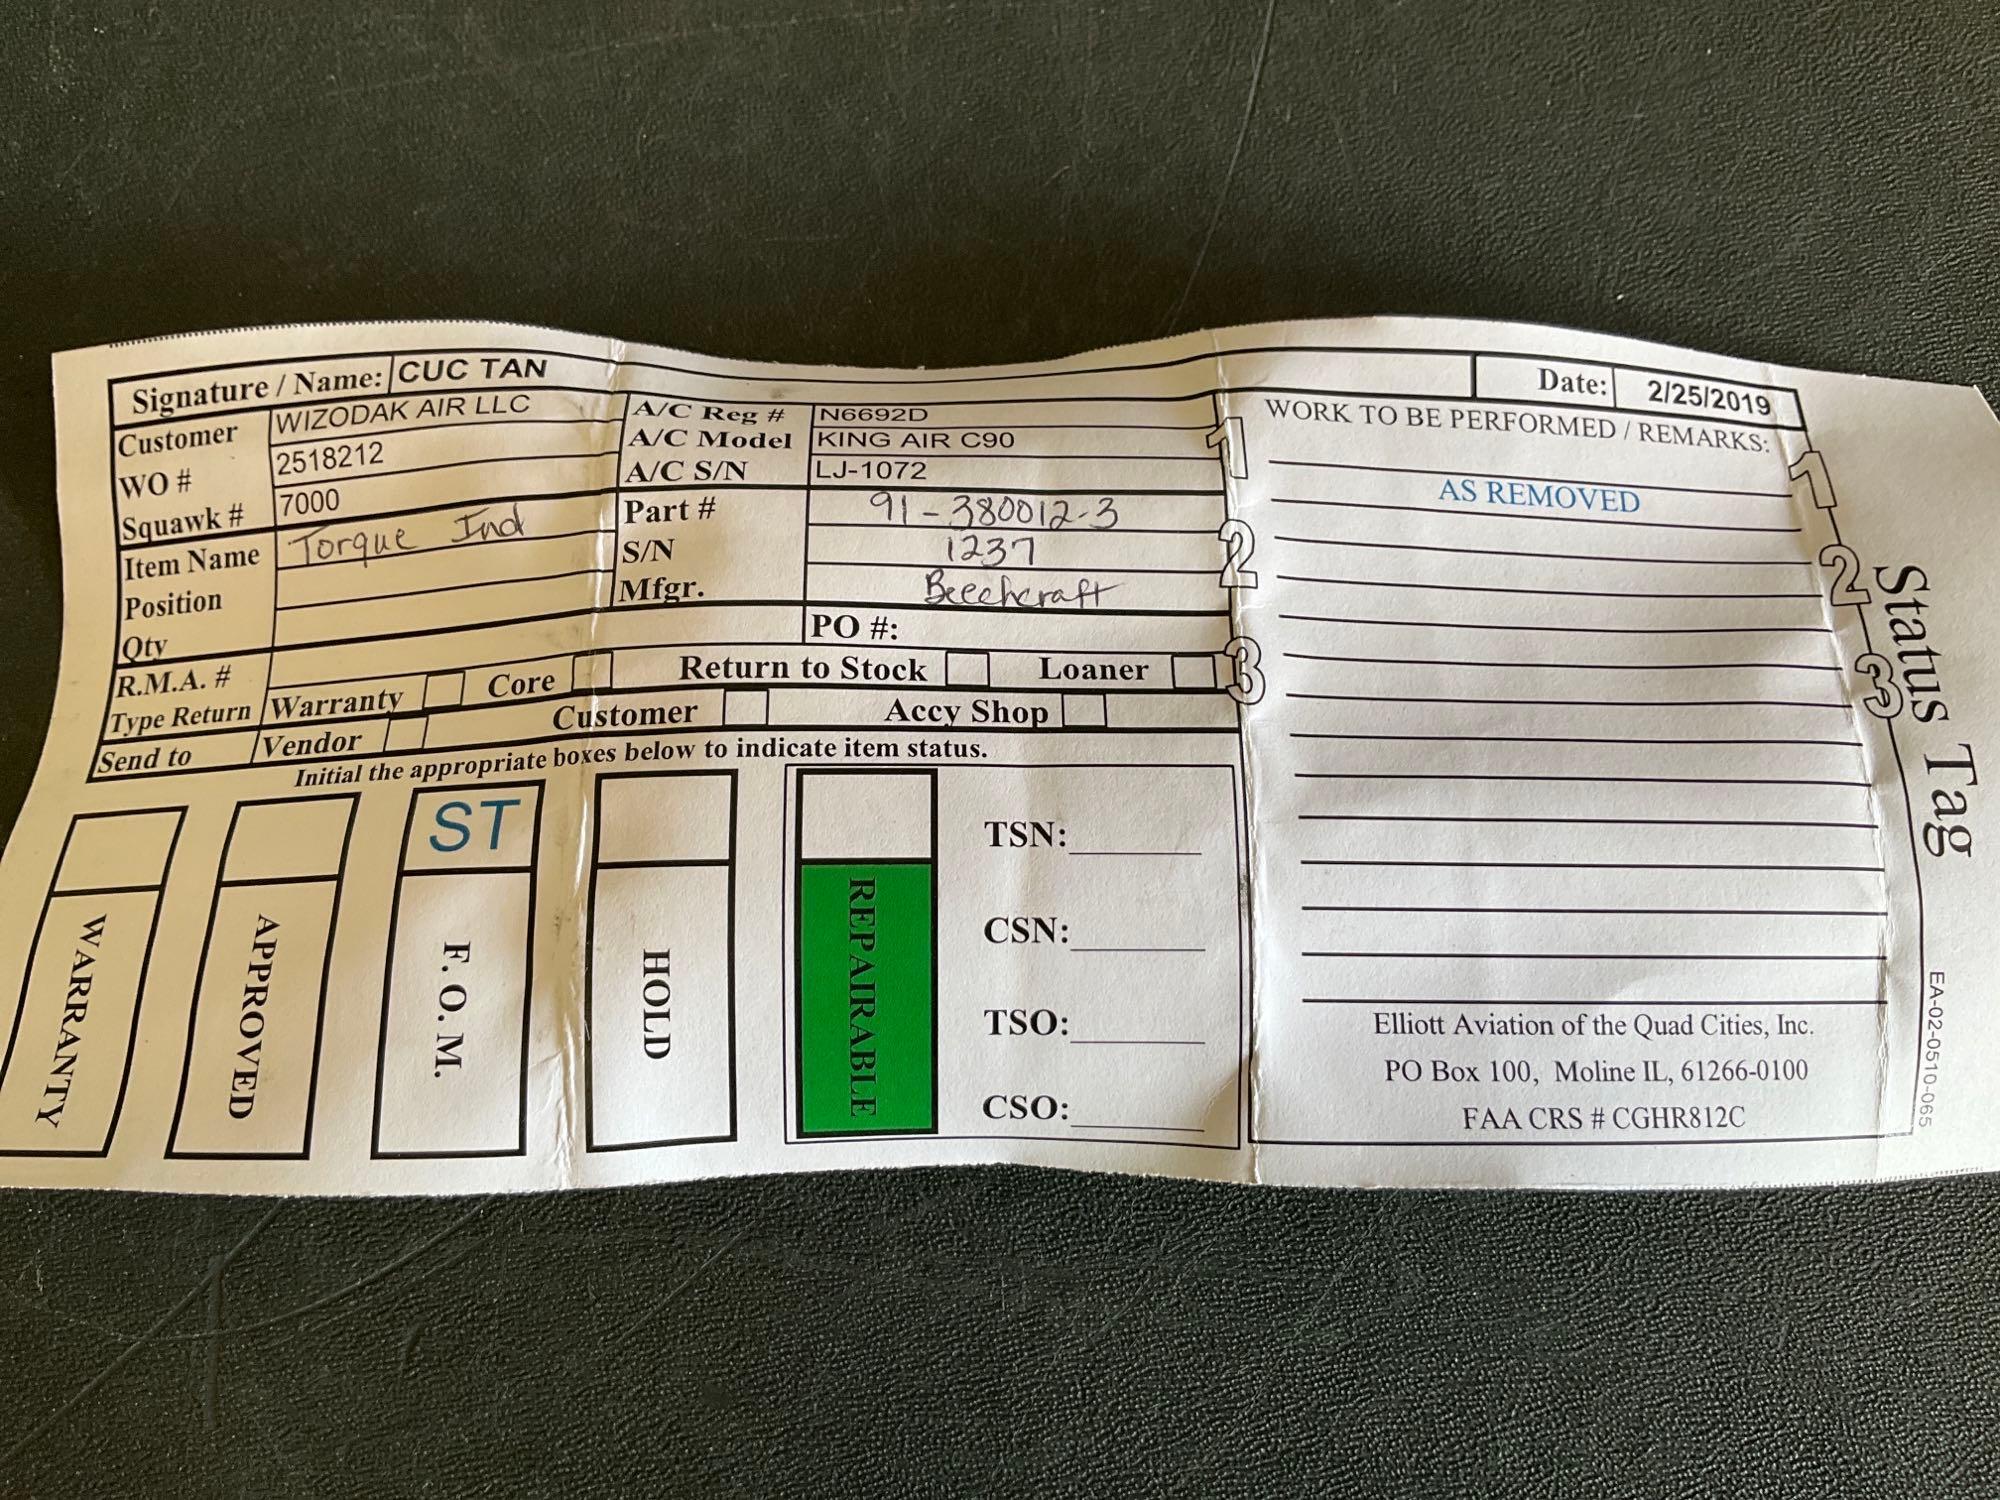 Signature / Name: CUC TAN Date: 2/25/2019
Customer WIZODAK AIR LLC
WO # 2518212
Squawk # 7000
Item Name Torque Ind
Position
Qty
R.M.A. #
A/C Reg # N6692D
A/C Model KING AIR C90
A/C S/N LJ-1072
Part # 91-380012-3
S/N 1237
Mfgr. Beechcraft
PO #:
Type Return Warranty Core Return to Stock Loaner
Send to Vendor Customer Accy Shop
Initial the appropriate boxes below to indicate item status.
WARRANTY
APPROVED
ST
F. O. M.
HOLD
REPAIRABLE
TSN:
CSN:
TSO:
CSO:
1
2
3
WORK TO BE PERFORMED / REMARKS:
AS REMOVED
Elliott Aviation of the Quad Cities, Inc.
PO Box 100, Moline IL, 61266-0100
FAA CRS # CGHR812C
1
2
3
Status Tag
EA-02-0510-065